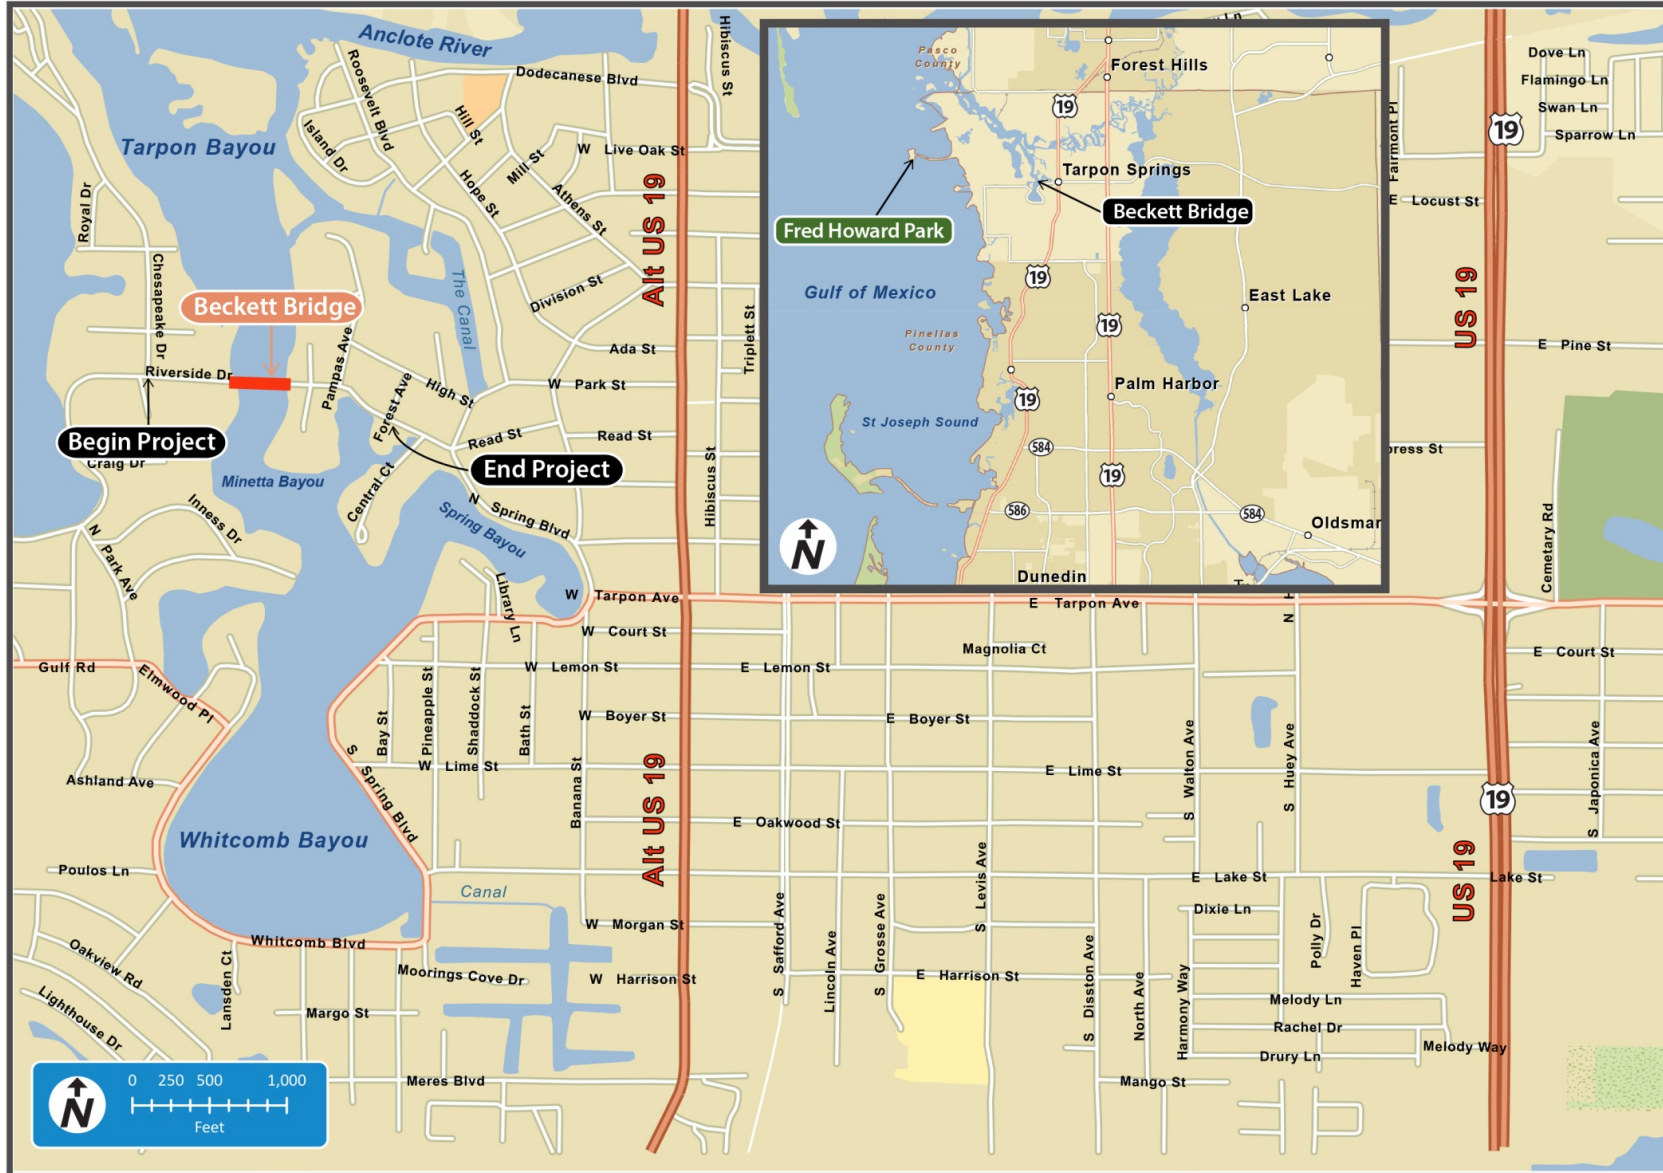 Anclote River
Tarpon Bayou
Roosevelt Blvd
Island Dr
Dodecanese Blvd
Hill St
Hope St
Mill St
W Live Oak St
Athens St
Hibiscus St
Royal Dr
Alt US 19
The Canal
Division St
Chesapeake Dr
Beckett Bridge
Ada St
Triplett St
Riverside Dr
Pampas Ave
High St
Forest Ave
W Park St
Begin Project
Craig Dr
Read St
Read St
End Project
Minetta Bayou
Central Ct
N Spring Blvd
Spring Bayou
Hibiscus St
Inness Dr
N Park Ave
Library Ln
W Tarpon Ave
E Tarpon Ave
Pasco
County
Forest Hills
19
Tarpon Springs
Beckett Bridge
Fred Howard Park
19
Gulf of Mexico
East Lake
Pinellas
County
19
Palm Harbor
19
St Joseph Sound
584
19
586
584
Oldsmar
N
Dunedin
Dove Ln
Flamingo Ln
Swan Ln
Sparrow Ln
19
Fairmont Pl
E Locust St
US 19
E Pine St
press St
Cemetary Rd
N H
W Court St
Magnolia Ct
E Court St
Gulf Rd
Elmwood Pl
W Lemon St
E Lemon St
Pineapple St
Shaddock St
Bay St
Bath St
W Boyer St
E Boyer St
S Walton Ave
S Huey Ave
S Japonica Ave
Ashland Ave
S Spring Blvd
W Lime St
E Lime St
Banana St
Alt US 19
19
Whitcomb Bayou
E Oakwood St
S Levis Ave
US 19
Poulos Ln
Canal
E Lake St
Lake St
W Morgan St
S Safford Ave
Lincoln Ave
S Grosse Ave
Dixie Ln
Polly Dr
Haven Pl
Whitcomb Blvd
Oakview Rd
Lansden Ct
Moorings Cove Dr
W Harrison St
E Harrison St
S Disston Ave
North Ave
Harmony Way
Lighthouse Dr
Margo St
Melody Ln
Rachel Dr
Melody Way
Drury Ln
Meres Blvd
Mango St
N
0 250 500 1,000
Feet